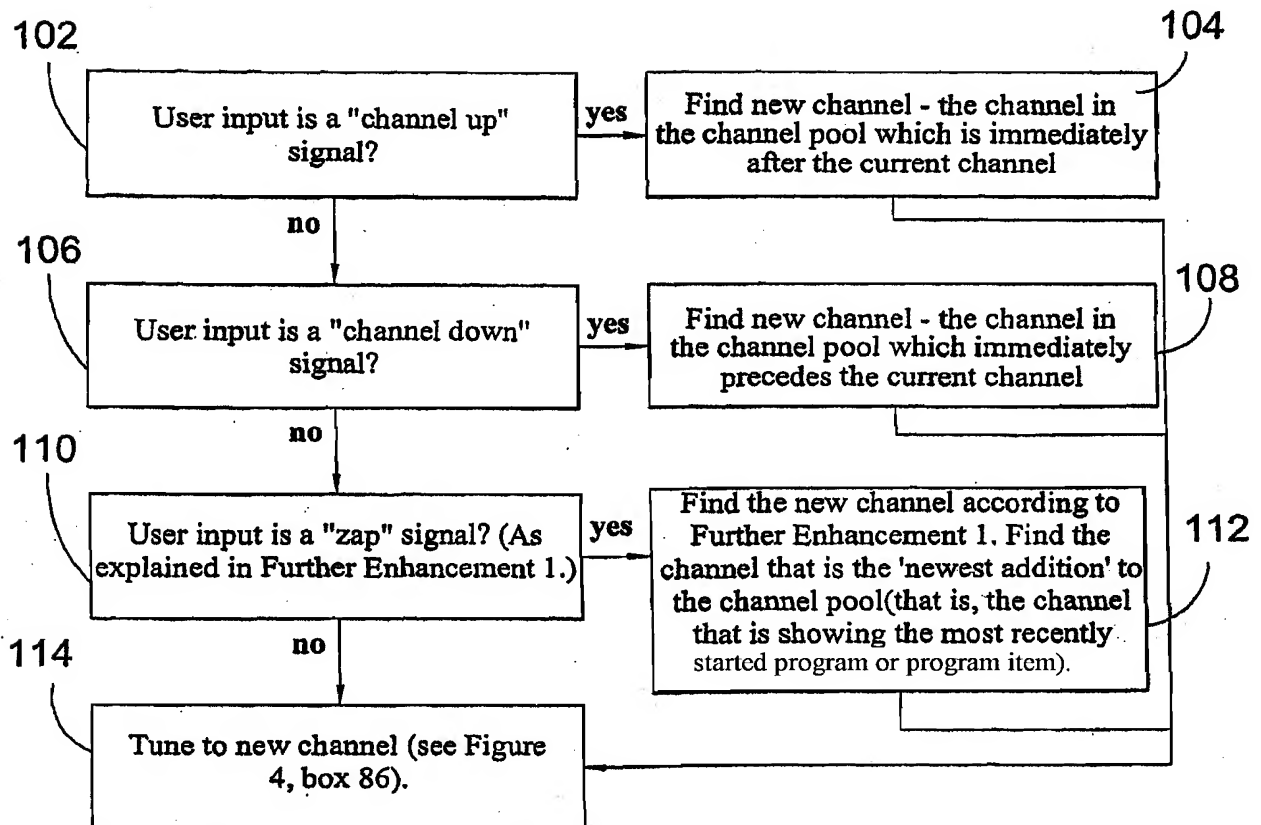 102
104
User input is a "channel up"
signal?
yes
Find new channel - the channel in
the channel pool which is immediately
after the current channel
no
106
108
User input is a "channel down"
signal?
yes
Find new channel - the channel in
the channel pool which immediately
precedes the current channel
no
110
112
User input is a "zap" signal? (As
explained in Further Enhancement 1.)
yes
Find the new channel according to
Further Enhancement 1. Find the
channel that is the 'newest addition' to
the channel pool(that is, the channel
that is showing the most recently
started program or program item).
no
114
Tune to new channel (see Figure
4, box 86).